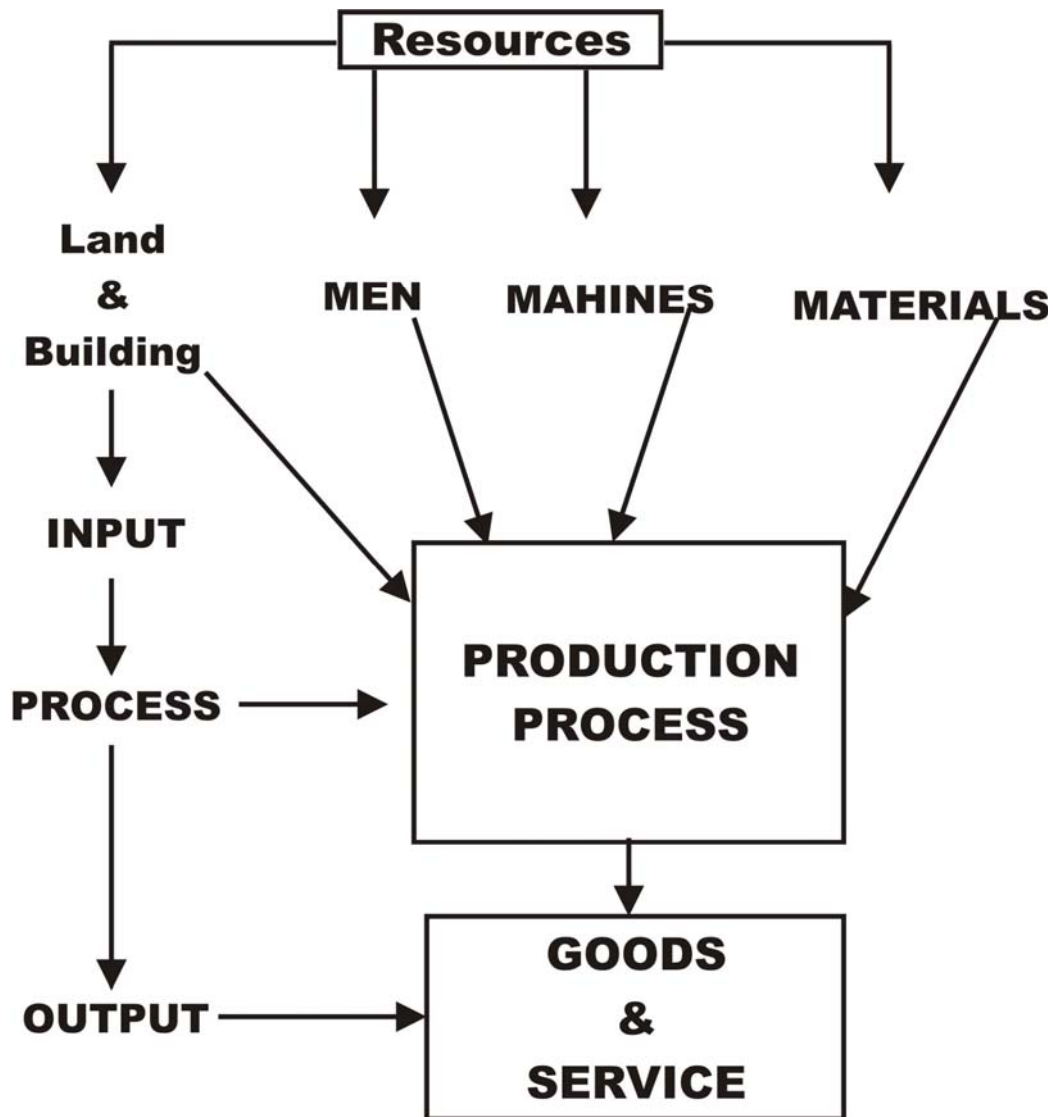 Resources
Land
&
Building
MEN
MAHINES
MATERIALS
INPUT
PROCESS
PRODUCTION
PROCESS
OUTPUT
GOODS
&
SERVICE